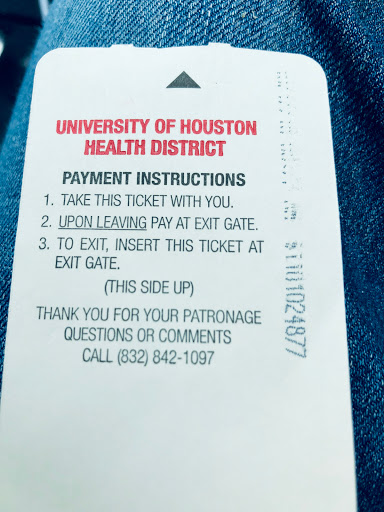 UNIVERSITY OF HOUSTON
HEALTH DISTRICT
PAYMENT INSTRUCTIONS
1. TAKE THIS TICKET WITH YOU.
2. UPON LEAVING PAY AT EXIT GATE.
3. TO EXIT, INSERT THIS TICKET AT
EXIT GATE.
(THIS SIDE UP)
THANK YOU FOR YOUR PATRONAGE
QUESTIONS OR COMMENTS
CALL (832) 842-1097